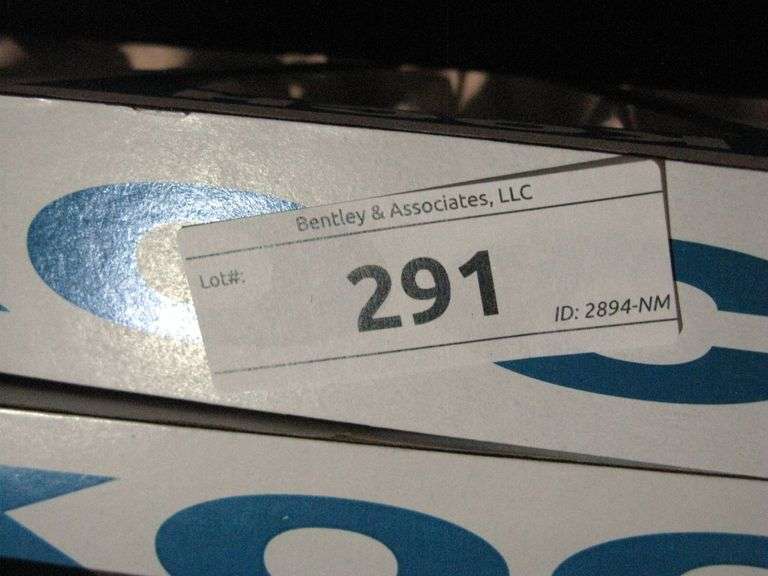 Bentley & Associates, LLC
Lot#:
291
ID: 2894-NM